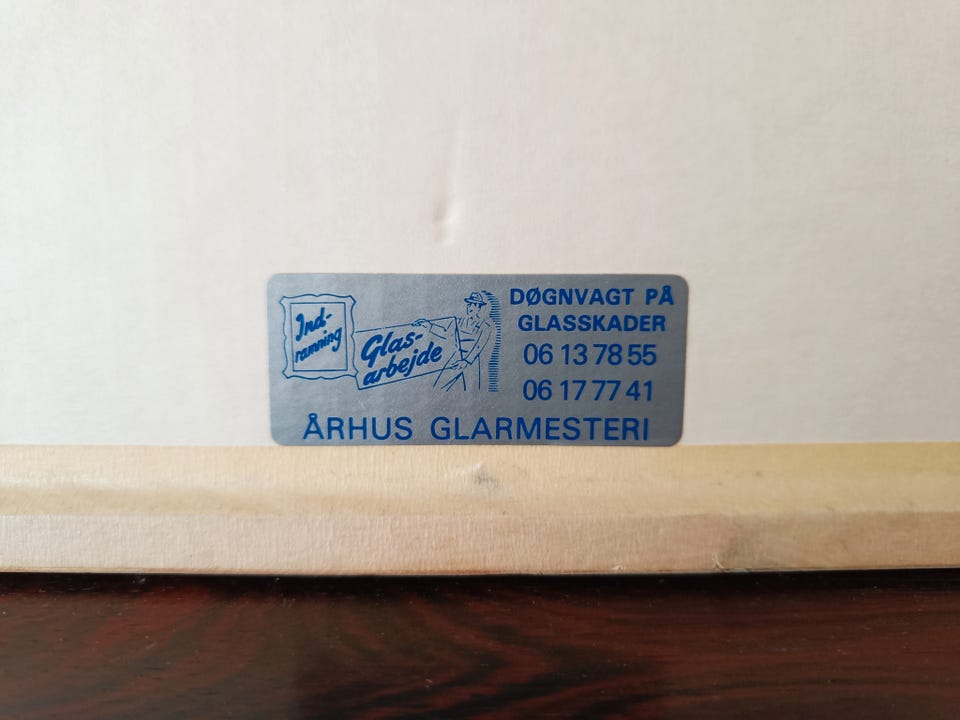 Ind-
ramning
Glas-
arbejde
DØGNVAGT PÅ
GLASSKADER
06 13 78 55
06 17 77 41
ÅRHUS GLARMESTERI